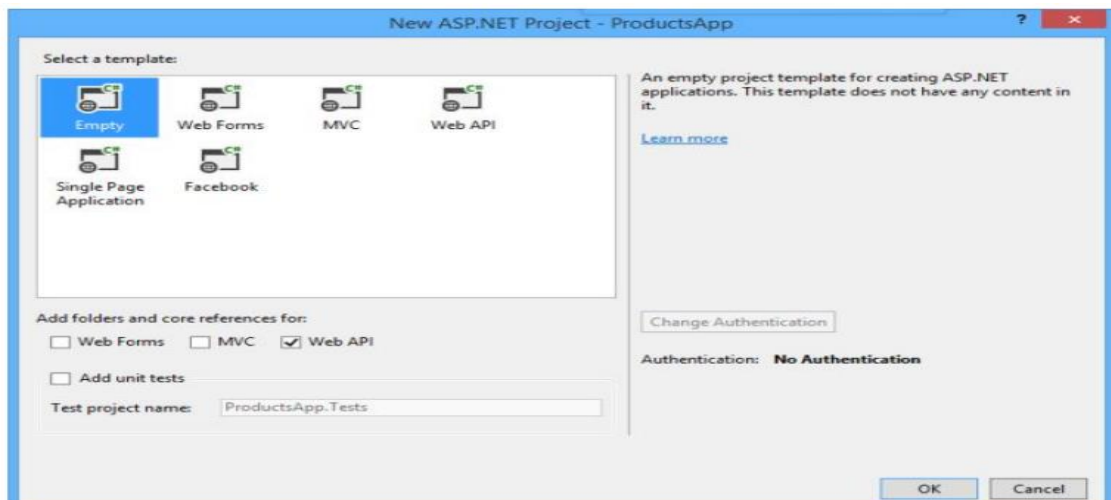 New ASP.NET Project - ProductsApp
?
Select a template:
Empty
Web Forms
MVC
Web API
Single Page
Application
Facebook
An empty project template for creating ASP.NET
applications. This template does not have any content in
it.
Learn more
Add folders and core references for:
Web Forms
MVC
Web API
Add unit tests
Test project name:
ProductsApp.Tests
Change Authentication
Authentication: No Authentication
OK
Cancel